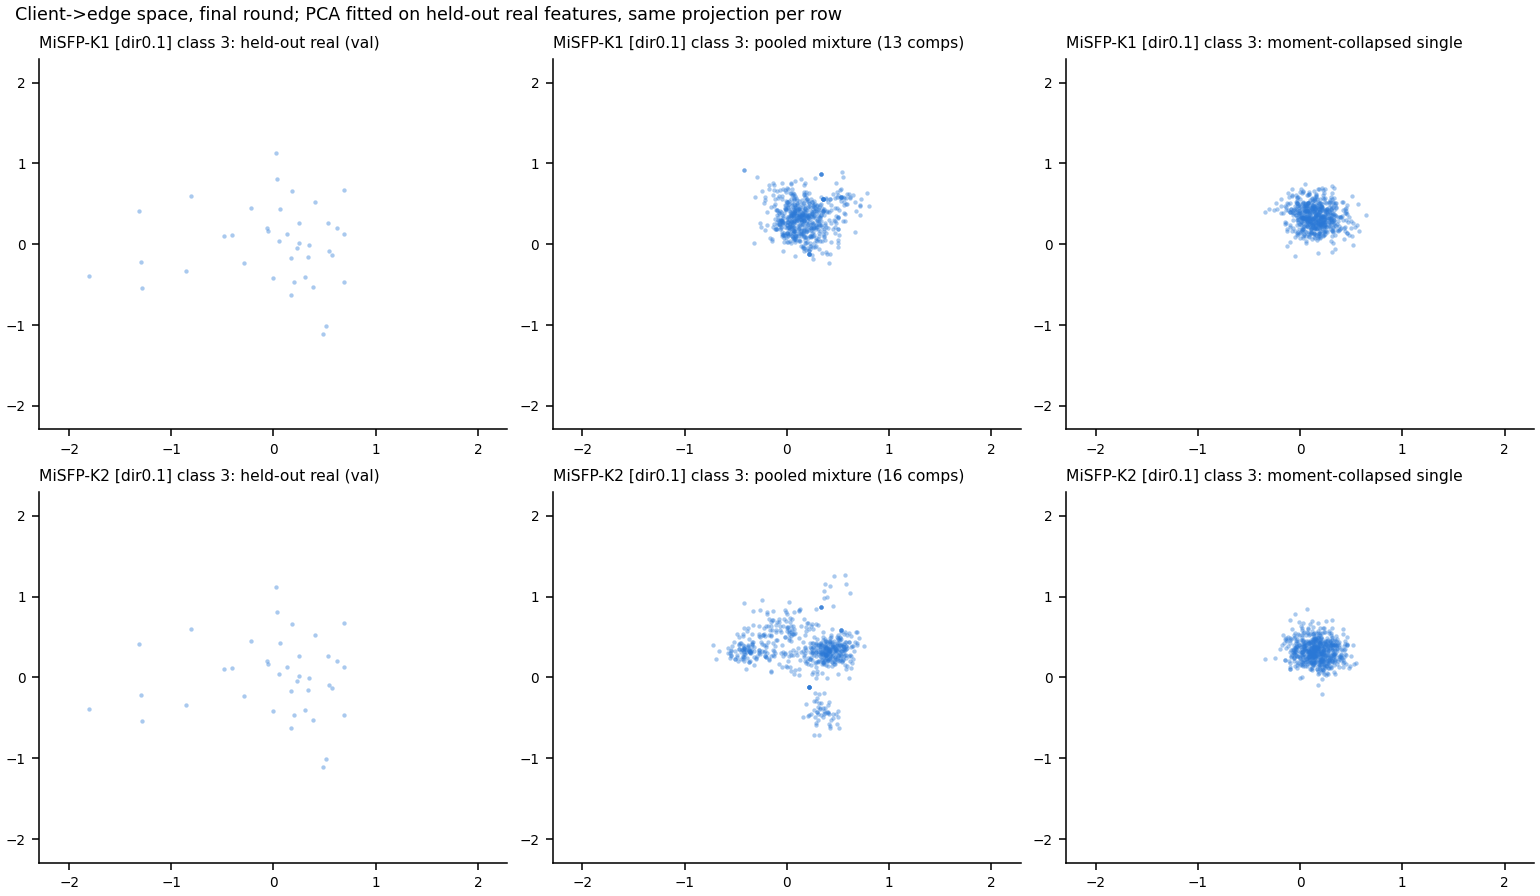 Client->edge space, final round; PCA fitted on held-out real features, same projection per row
MiSFP-K1 [dir0.1] class 3: held-out real (val)
MiSFP-K1 [dir0.1] class 3: pooled mixture (13 comps)
MiSFP-K1 [dir0.1] class 3: moment-collapsed single
2
1
0
−1
−2
−2 −1 0 1 2
2
1
0
−1
−2
−2 −1 0 1 2
2
1
0
−1
−2
−2 −1 0 1 2
MiSFP-K2 [dir0.1] class 3: held-out real (val)
MiSFP-K2 [dir0.1] class 3: pooled mixture (16 comps)
MiSFP-K2 [dir0.1] class 3: moment-collapsed single
2
1
0
−1
−2
−2 −1 0 1 2
2
1
0
−1
−2
−2 −1 0 1 2
2
1
0
−1
−2
−2 −1 0 1 2